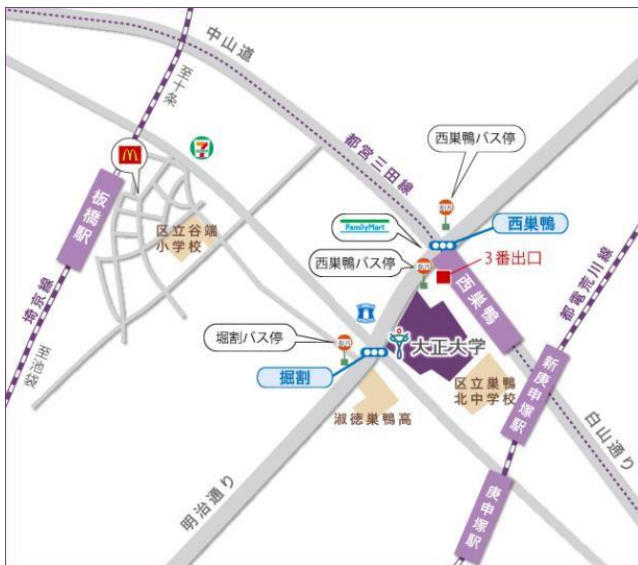 中山道
至十条
西巣鴨バス停
都営三田線
板橋駅
区立谷端
小学校
FamilyMart
西巣鴨
西巣鴨バス停
3番出口
西巣鴨
都電荒川線
埼京線
至池袋
堀割バス停
大正大学
堀割
区立巣鴨
北中学校
新庚申塚駅
淑徳巣鴨高
白山通り
明治通り
庚申塚駅